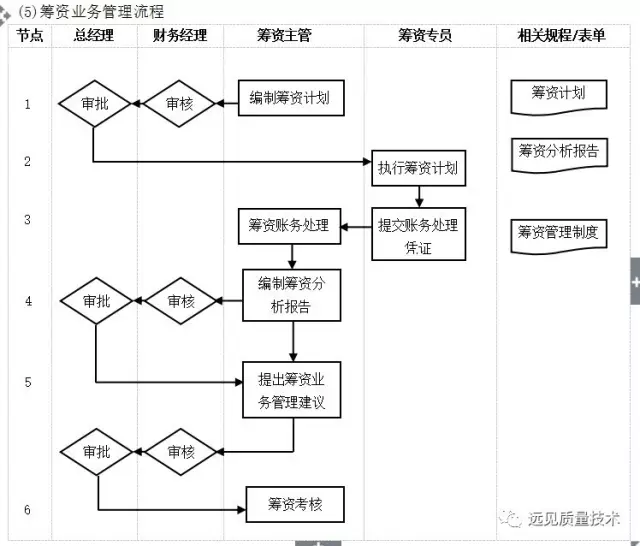 (5)筹资业务管理流程
节点 总经理 财务经理 筹资主管 筹资专员 相关规程/表单
1 审批 审核 编制筹资计划 筹资计划
2 执行筹资计划 筹资分析报告
3 筹资账务处理 提交账务处理
凭证 筹资管理制度
4 审批 审核 编制筹资分
析报告
5 提出筹资业
务管理建议
审批 审核
6 筹资考核
远见质量技术